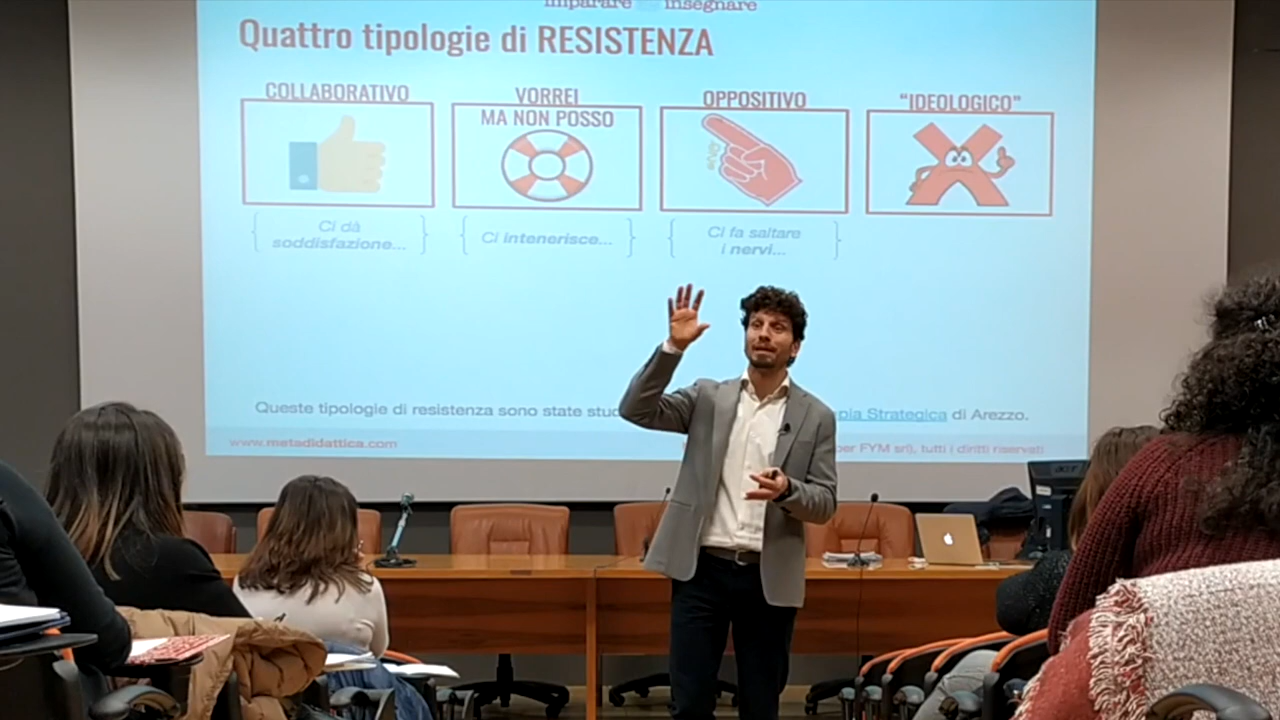 imparare insegnare
Quattro tipologie di RESISTENZA
COLLABORATIVO
VORREI
MA NON POSSO
OPPOSITIVO
“IDEOLOGICO”
Ci dà
soddisfazione...
Ci intenerisce...
Ci fa saltare
i nervi...
Queste tipologie di resistenza sono state Strategica di Arezzo.
www.metadidattica.com
per FYM srl), tutti i diritti riservati
acer